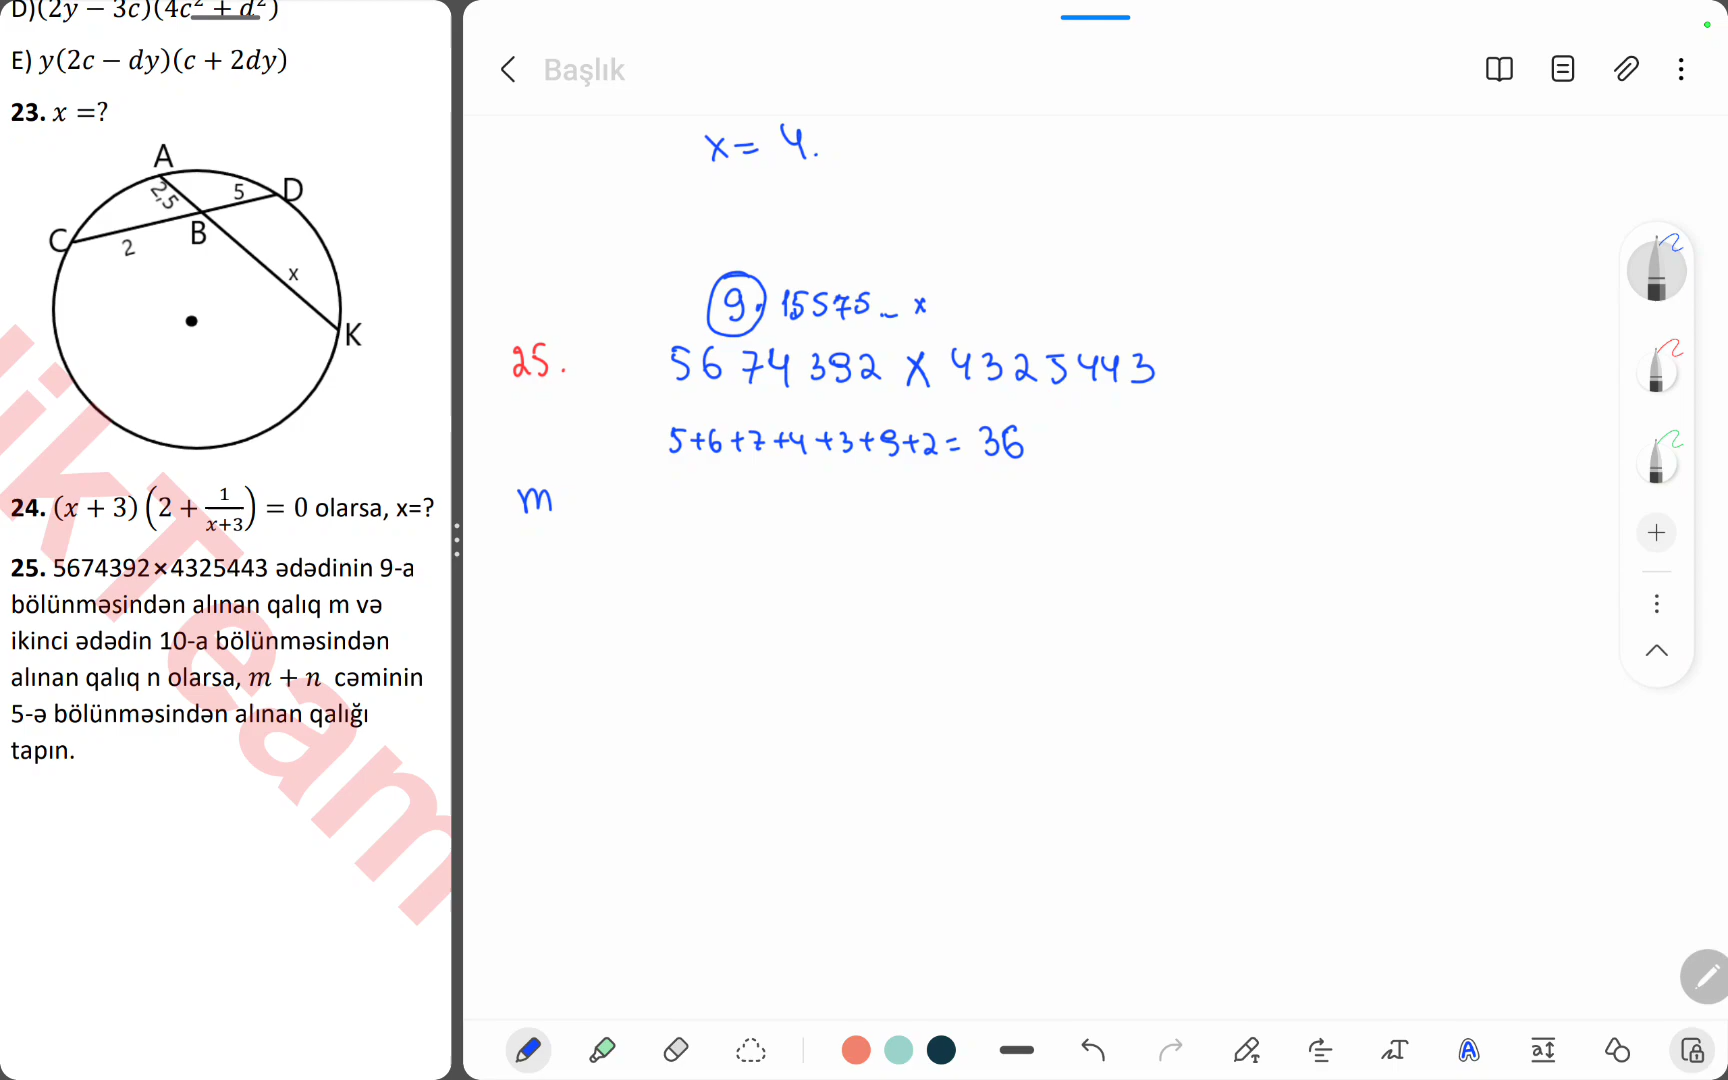 D)(2y − 3c)(4c² + d²)
E) y(2c − dy)(c + 2dy)
23. x =?
A
2,5
5
D
C
2
B
x
K
24. (x + 3)(2 + 1/(x+3)) = 0 olarsa, x=?
25. 5674392×4325443 ədədinin 9-a
bölünməsindən alınan qalıq m və
ikinci ədədin 10-a bölünməsindən
alınan qalıq n olarsa, m + n cəminin
5-ə bölünməsindən alınan qalığı
tapın.
Başlık
x = 4.
9. 15575 _ x
25. 5674392 X 4325443
5+6+7+4+3+9+2 = 36
m